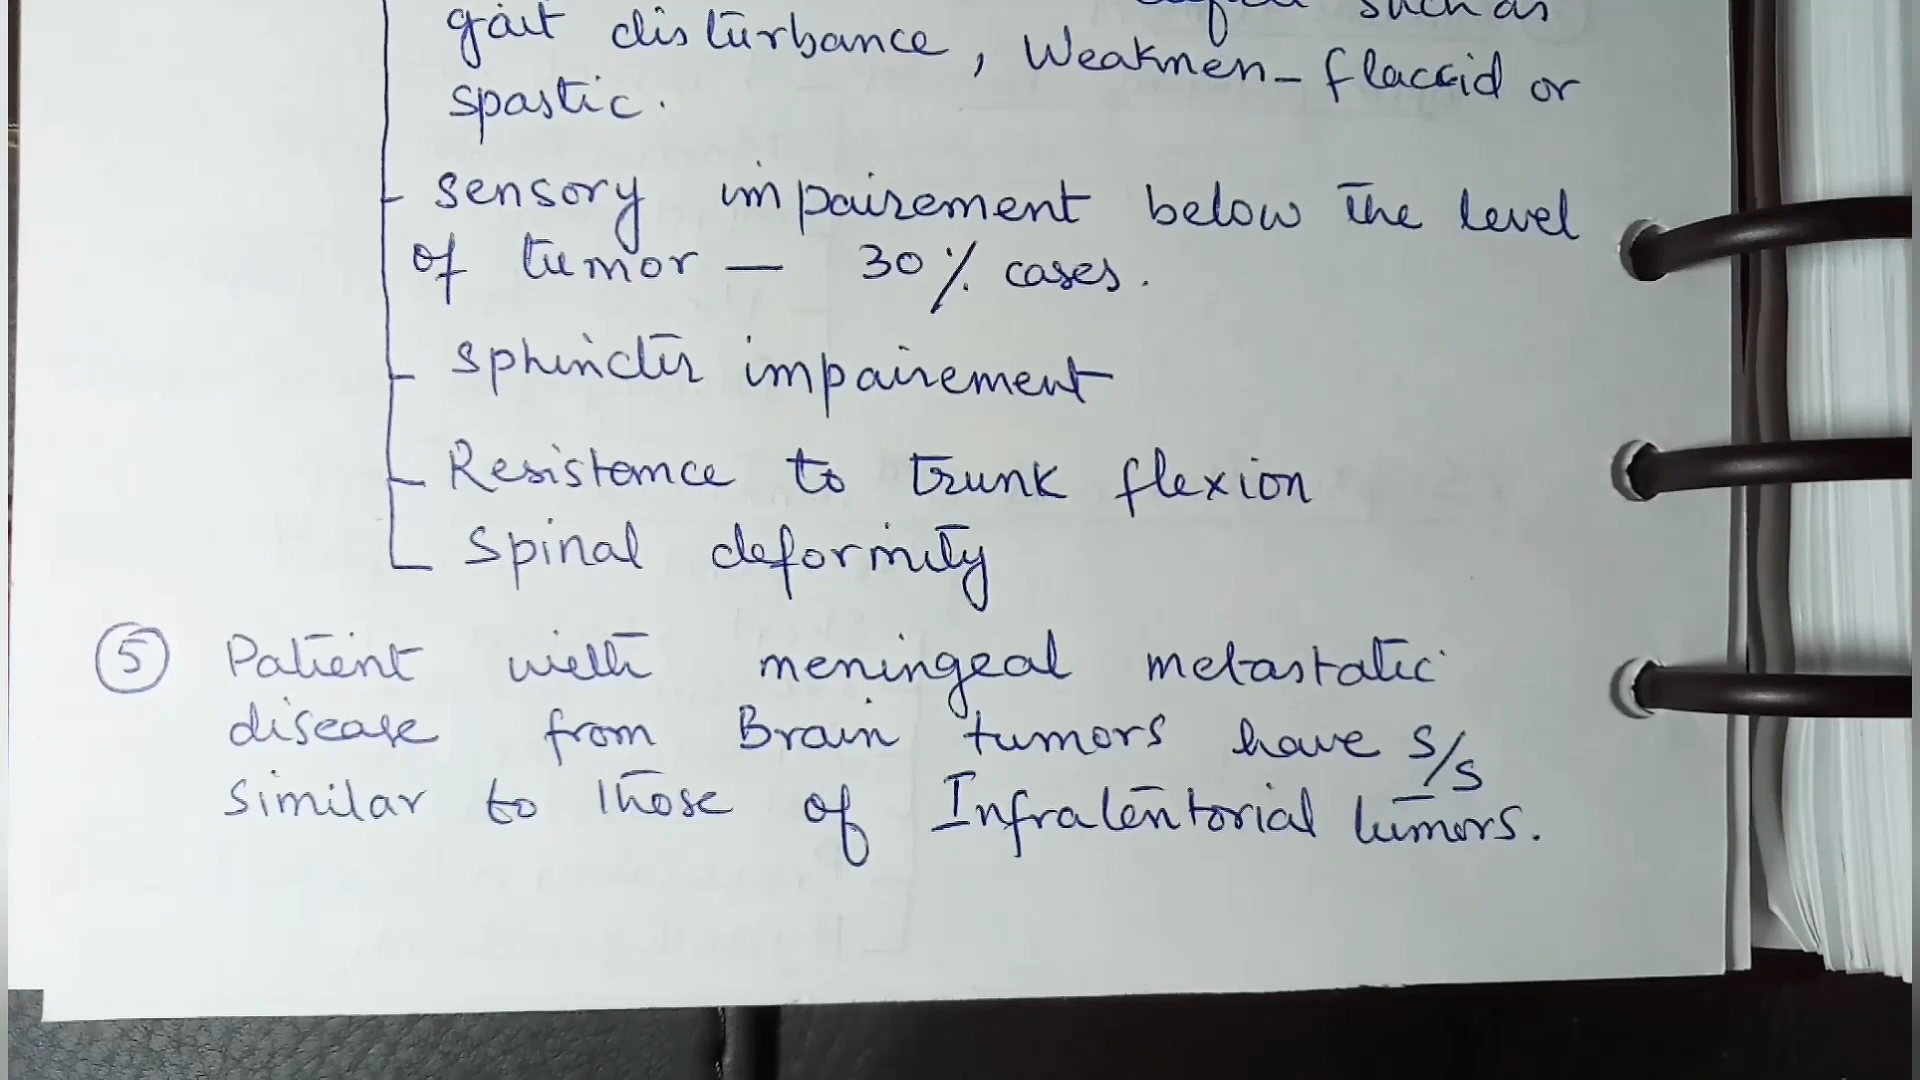 such as
gait disturbance, Weakness- flaccid or
spastic.
sensory impairement below the level
of tumor — 30% cases.
sphincter impairement
Resistance to trunk flexion
Spinal deformity
⑤ Patient with meningeal metastatic
disease from Brain tumors have s/s
similar to those of Infratentorial tumors.